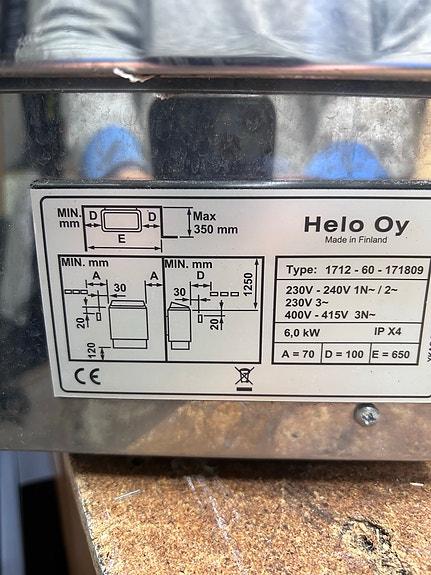 MIN. mm
D
D
E
Max 350 mm
Helo Oy
Made in Finland
MIN. mm
A
A
30
20
120
MIN. mm
D
30
20
1250
Type: 1712 - 60 - 171809
230V - 240V 1N~ / 2~
230V 3~
400V - 415V 3N~
6,0 kW IP X4
A = 70 D = 100 E = 650
CE